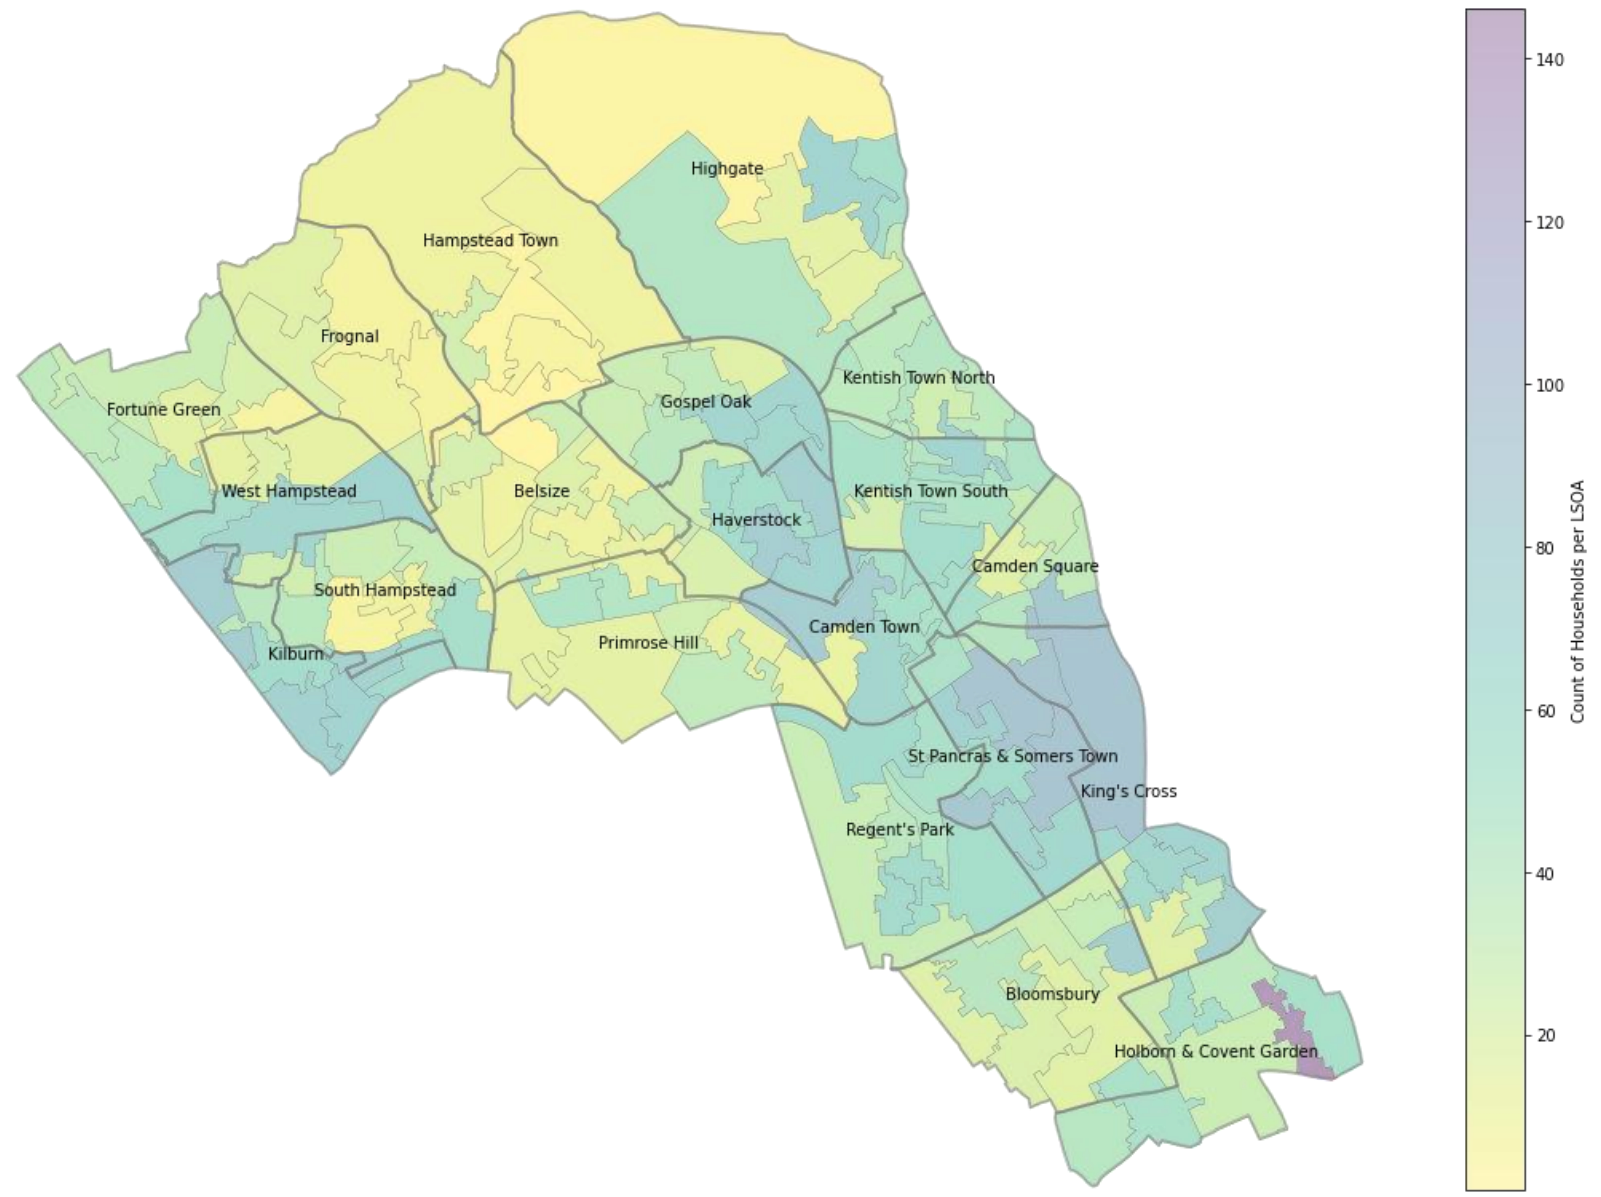 140
Highgate
120
Hampstead Town
Frognal
Kentish Town North
100
Gospel Oak
Fortune Green
West Hampstead
Belsize
Kentish Town South
Haverstock
80
Camden Square
South Hampstead
Camden Town
Primrose Hill
Kilburn
Count of Households per LSOA
60
St Pancras & Somers Town
King's Cross
Regent's Park
40
Bloomsbury
20
Holborn & Covent Garden